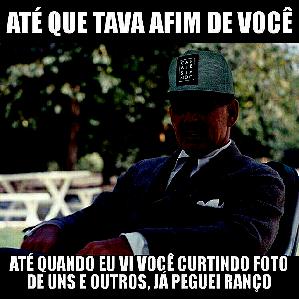 ATÉ QUE TAVA AFIM DE VOCÊ
ATÉ QUANDO EU VI VOCÊ CURTINDO FOTO
DE UNS E OUTROS, JÁ PEGUEI RANÇO